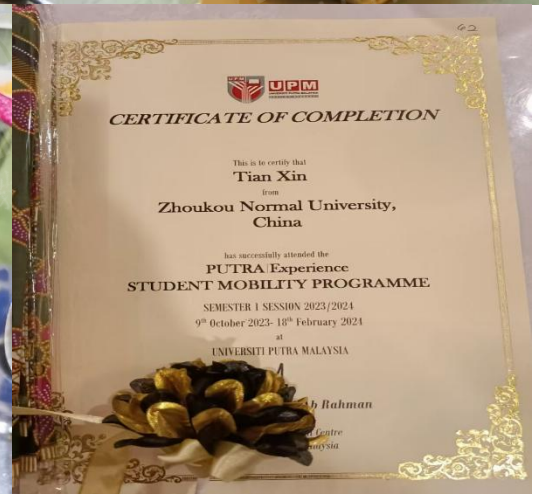 62
UPM
CERTIFICATE OF COMPLETION
This is to certify that
Tian Xin
from
Zhoukou Normal University,
China
has successfully attended the
PUTRA Experience
STUDENT MOBILITY PROGRAMME
SEMESTER 1 SESSION 2023/2024
9th October 2023- 18th February 2024
at
UNIVERSITI PUTRA MALAYSIA
Rahman
Centre